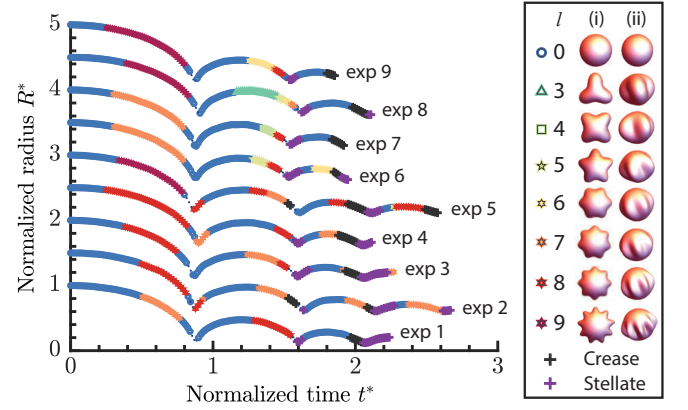 Normalized radius R*
5
4
3
2
1
0
exp 9
exp 8
exp 7
exp 6
exp 5
exp 4
exp 3
exp 2
exp 1
0
1
2
3
Normalized time t*
l (i) (ii)
0
3
4
5
6
7
8
9
Crease
Stellate